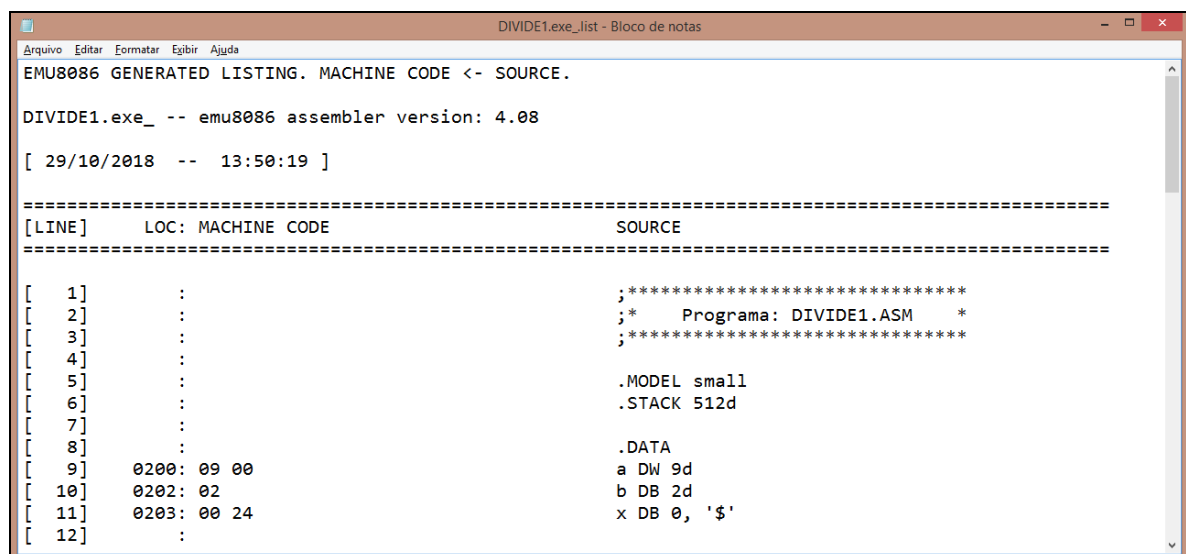 DIVIDE1.exe_.list - Bloco de notas
Arquivo Editar Formatar Exibir Ajuda
EMU8086 GENERATED LISTING. MACHINE CODE <- SOURCE.
DIVIDE1.exe_ -- emu8086 assembler version: 4.08
[ 29/10/2018 -- 13:50:19 ]
===================================================================================================
[LINE] LOC: MACHINE CODE SOURCE
===================================================================================================
[ 1] : ;*******************************
[ 2] : ;* Programa: DIVIDE1.ASM *
[ 3] : ;*******************************
[ 4] :
[ 5] : .MODEL small
[ 6] : .STACK 512d
[ 7] :
[ 8] : .DATA
[ 9] 0200: 09 00 a DW 9d
[ 10] 0202: 02 b DB 2d
[ 11] 0203: 00 24 x DB 0, '$'
[ 12] :